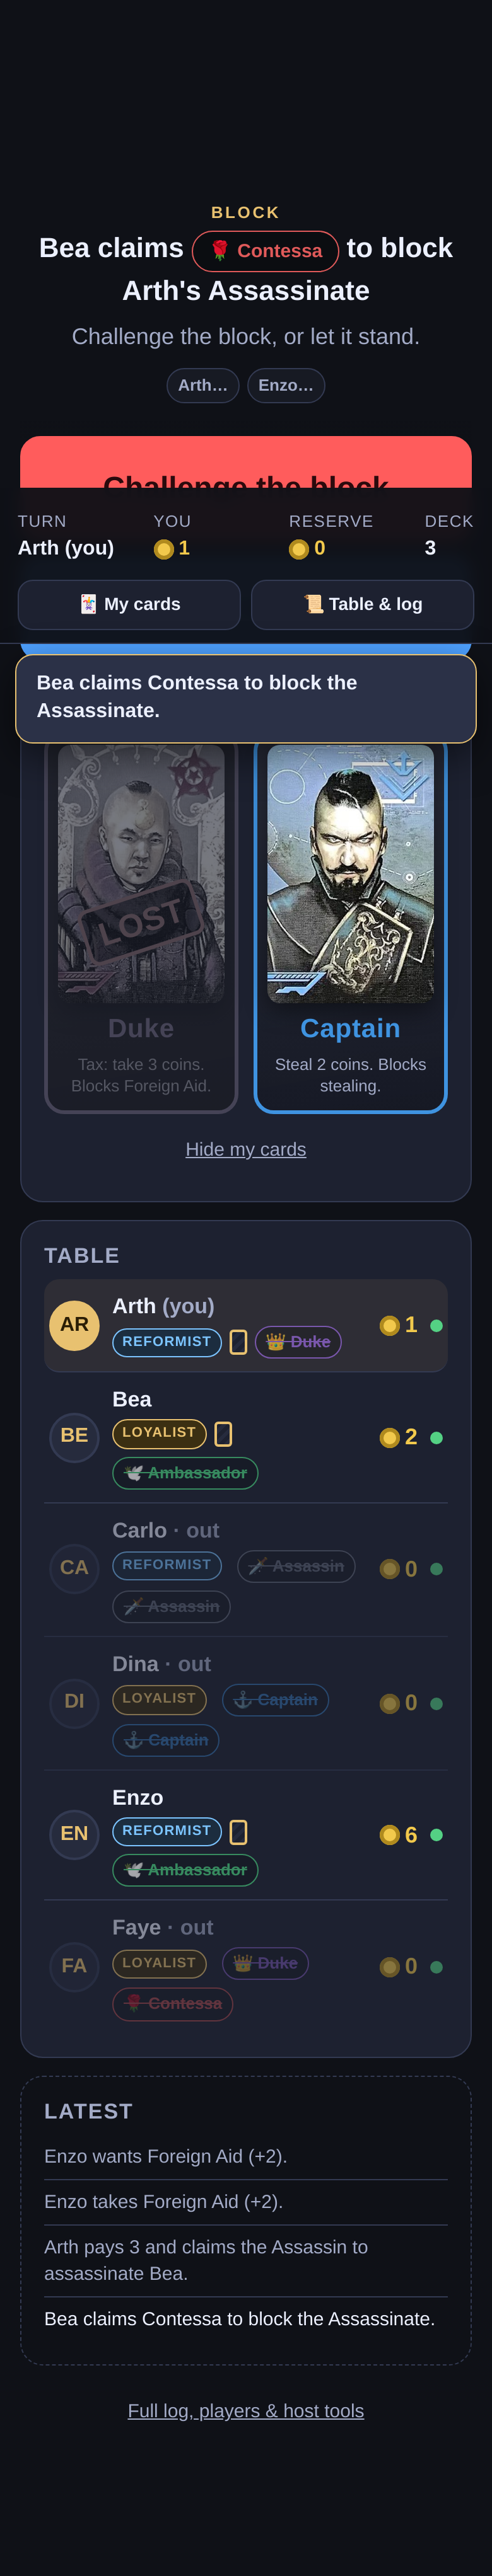 BLOCK
Bea claims 🌹 Contessa to block
Arth's Assassinate
Challenge the block, or let it stand.
Arth… Enzo…
Challenge the block
TURN YOU RESERVE DECK
Arth (you) 1 0 3
🃏 My cards 📜 Table & log
Bea claims Contessa to block the
Assassinate.
LOST
Duke Captain
Tax: take 3 coins. Steal 2 coins. Blocks
Blocks Foreign Aid. stealing.
Hide my cards
TABLE
AR Arth (you) 1
REFORMIST 👑 Duke
BE Bea 2
LOYALIST
🕊️ Ambassador
CA Carlo · out 0
REFORMIST 🗡️ Assassin
🗡️ Assassin
DI Dina · out 0
LOYALIST ⚓ Captain
⚓ Captain
EN Enzo 6
REFORMIST
🕊️ Ambassador
FA Faye · out 0
LOYALIST 👑 Duke
🌹 Contessa
LATEST
Enzo wants Foreign Aid (+2).
Enzo takes Foreign Aid (+2).
Arth pays 3 and claims the Assassin to
assassinate Bea.
Bea claims Contessa to block the Assassinate.
Full log, players & host tools